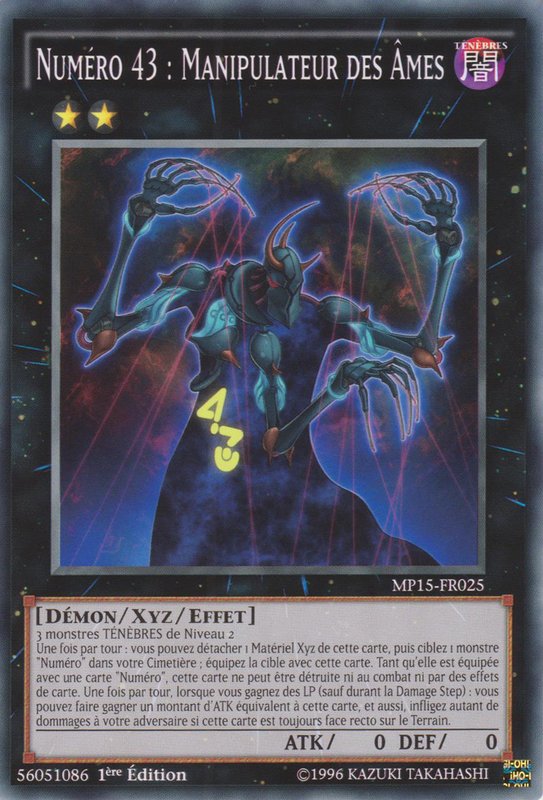 NUMÉRO 43 : MANIPULATEUR DES ÂMES
TÉNÈBRES
闇
43
MP15-FR025
[DÉMON/XYZ/EFFET]
3 monstres TÉNÈBRES de Niveau 2
Une fois par tour : vous pouvez détacher 1 Matériel Xyz de cette carte, puis ciblez 1 monstre
"Numéro" dans votre Cimetière ; équipez la cible avec cette carte. Tant qu'elle est équipée
avec une carte "Numéro", cette carte ne peut être détruite ni au combat ni par des effets
de carte. Une fois par tour, lorsque vous gagnez des LP (sauf durant la Damage Step) : vous
pouvez faire gagner un montant d'ATK équivalent à cette carte, et aussi, infligez autant de
dommages à votre adversaire si cette carte est toujours face recto sur le Terrain.
ATK/ 0 DEF/ 0
56051086 1ère Édition ©1996 KAZUKI TAKAHASHI